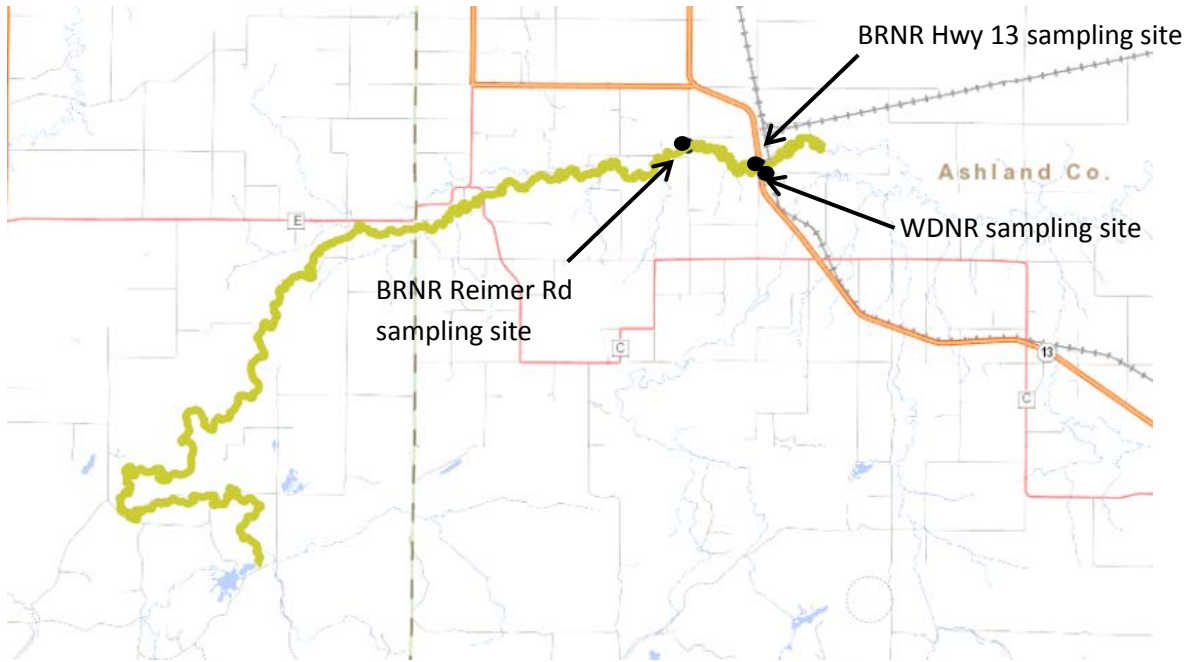 BRNR Hwy 13 sampling site
Ashland Co.
E
WDNR sampling site
BRNR Reimer Rd
sampling site
C
13
C